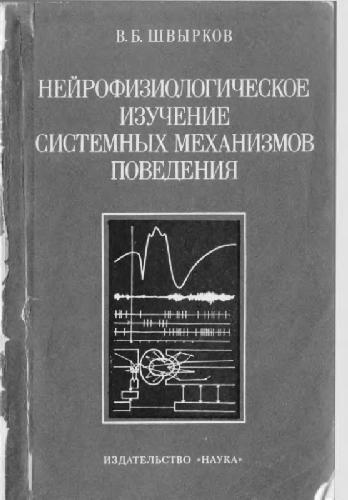 В. Б. ШВЫРКОВ
НЕЙРОФИЗИОЛОГИЧЕСКОЕ
ИЗУЧЕНИЕ
СИСТЕМНЫХ МЕХАНИЗМОВ
ПОВЕДЕНИЯ
ИЗДАТЕЛЬСТВО «НАУКА»